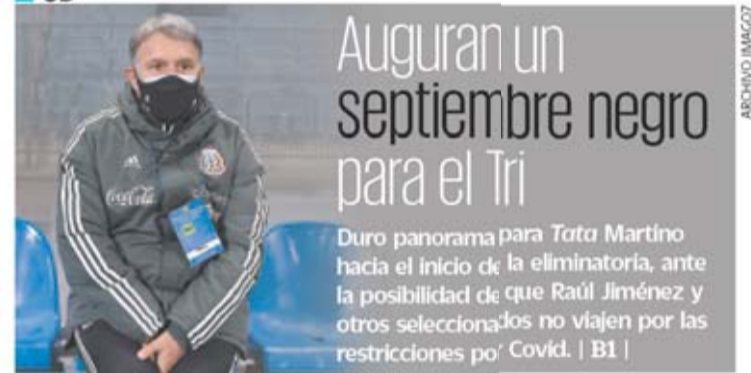 Auguran un
septiembre negro
para el Tri
Duro panorama para Tata Martino
hacia el inicio de la eliminatoria, ante
la posibilidad de que Raúl Jiménez y
otros seleccionados no viajen por las
restricciones por Covid. | B1 |
ARCHIVO IMAGO7
adidas
Coca-Cola